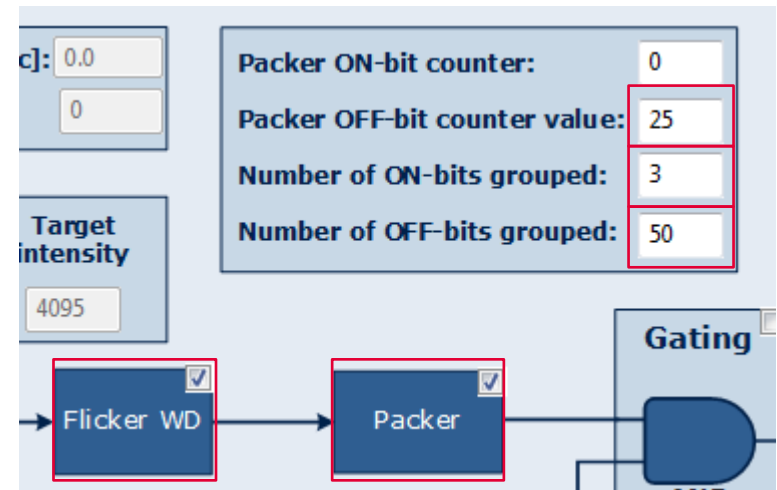 c]: 0.0
0
Packer ON-bit counter: 0
Packer OFF-bit counter value: 25
Number of ON-bits grouped: 3
Number of OFF-bits grouped: 50
Target
intensity
4095
Gating
Flicker WD
Packer